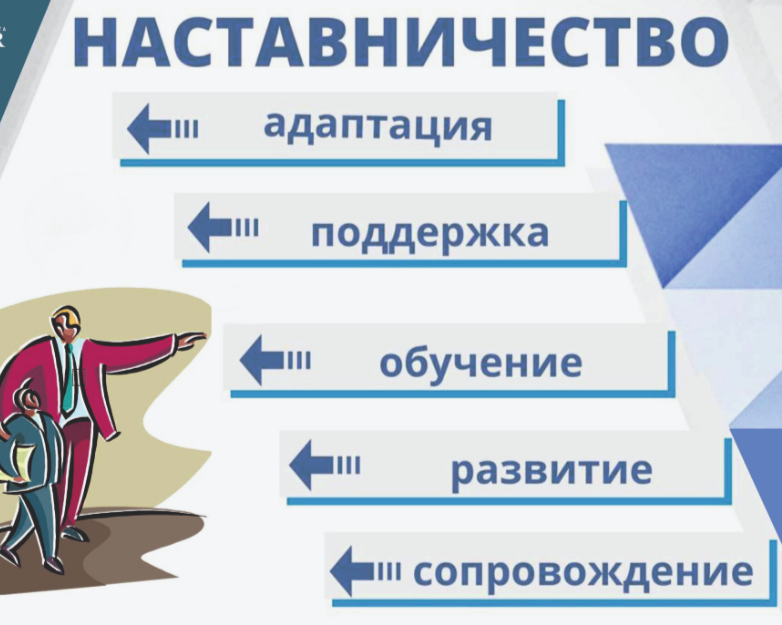 НАСТАВНИЧЕСТВО
адаптация
поддержка
обучение
развитие
сопровождение